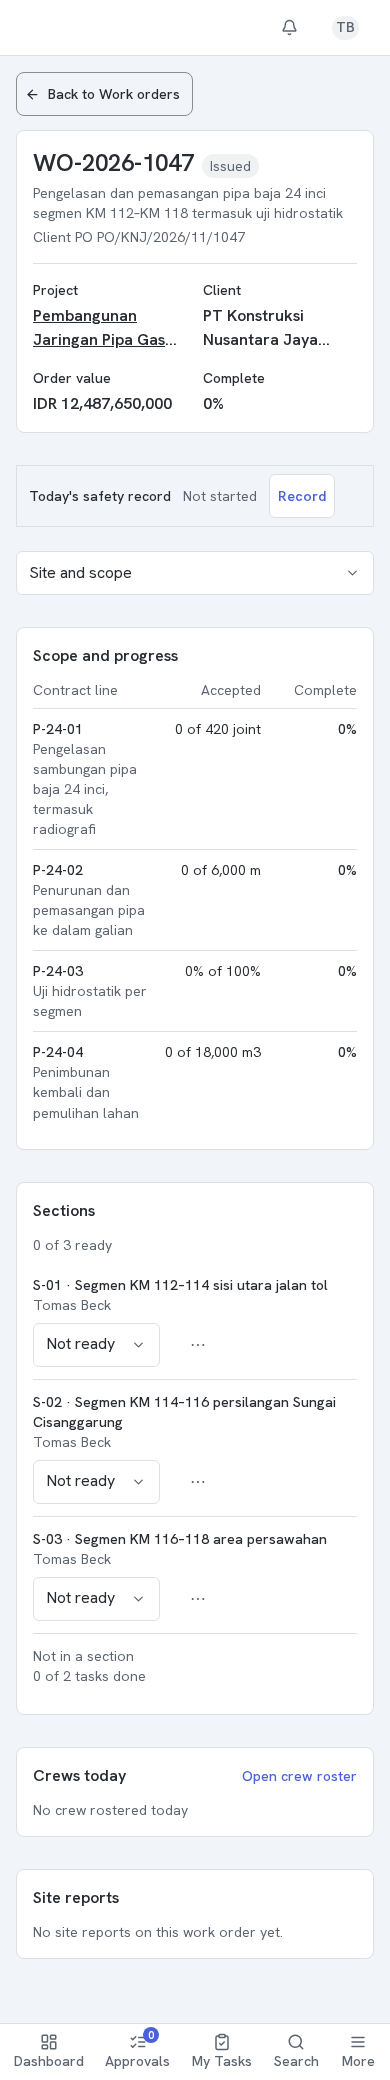 TB
Back to Work orders
WO-2026-1047 Issued
Pengelasan dan pemasangan pipa baja 24 inci
segmen KM 112–KM 118 termasuk uji hidrostatik
Client PO PO/KNJ/2026/11/1047
Project
Pembangunan
Jaringan Pipa Gas...
Client
PT Konstruksi
Nusantara Jaya...
Order value
IDR 12,487,650,000
Complete
0%
Today's safety record Not started Record
Site and scope
Scope and progress
Contract line Accepted Complete
P-24-01 0 of 420 joint 0%
Pengelasan
sambungan pipa
baja 24 inci,
termasuk
radiografi
P-24-02 0 of 6,000 m 0%
Penurunan dan
pemasangan pipa
ke dalam galian
P-24-03 0% of 100% 0%
Uji hidrostatik per
segmen
P-24-04 0 of 18,000 m3 0%
Penimbunan
kembali dan
pemulihan lahan
Sections
0 of 3 ready
S-01 · Segmen KM 112–114 sisi utara jalan tol
Tomas Beck
Not ready
S-02 · Segmen KM 114–116 persilangan Sungai
Cisanggarung
Tomas Beck
Not ready
S-03 · Segmen KM 116–118 area persawahan
Tomas Beck
Not ready
Not in a section
0 of 2 tasks done
Crews today Open crew roster
No crew rostered today
Site reports
No site reports on this work order yet.
0
Dashboard Approvals My Tasks Search More